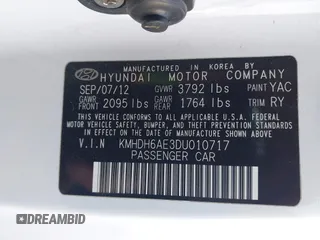 MANUFACTURED IN KOREA BY
HYUNDAI MOTOR COMPANY
SEP/07/12 GVWR 3792 lbs PAINT YAC
GAWR FRONT 2095 lbs GAWR REAR 1764 lbs TRIM RY
THIS VEHICLE CONFORMS TO ALL APPLICABLE U.S. FEDERAL
MOTOR VEHICLE SAFETY, BUMPER, AND THEFT PREVENTION
STANDARDS IN EFFECT ON THE DATE OF MANUFACTURE
SHOWN ABOVE.
V.I.N KMHDH6AE3DU010717
PASSENGER CAR
DREAMBID